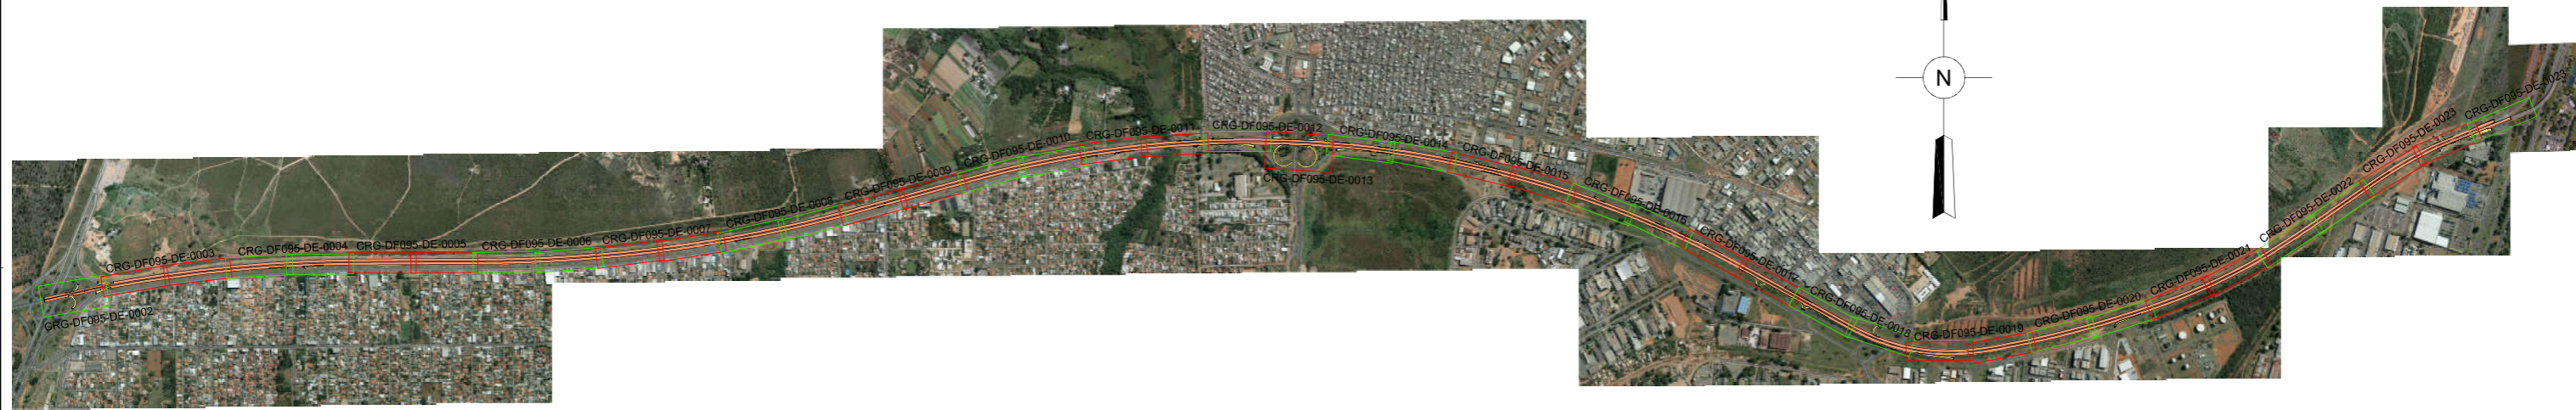 CRG-DF095-DE-0002
CRG-DF095-DE-0003
CRG-DF095-DE-0004
CRG-DF095-DE-0005
CRG-DF095-DE-0006
CRG-DF095-DE-0007
CRG-DF095-DE-0008
CRG-DF095-DE-0009
CRG-DF095-DE-0010
CRG-DF095-DE-0011
CRG-DF095-DE-0012
CRG-DF095-DE-0013
CRG-DF095-DE-0014
CRG-DF095-DE-0015
CRG-DF095-DE-0016
CRG-DF095-DE-0017
CRG-DF095-DE-0018
CRG-DF095-DE-0019
CRG-DF095-DE-0020
CRG-DF095-DE-0021
CRG-DF095-DE-0022
CRG-DF095-DE-0023
CRG-DF095-DE-0023
N